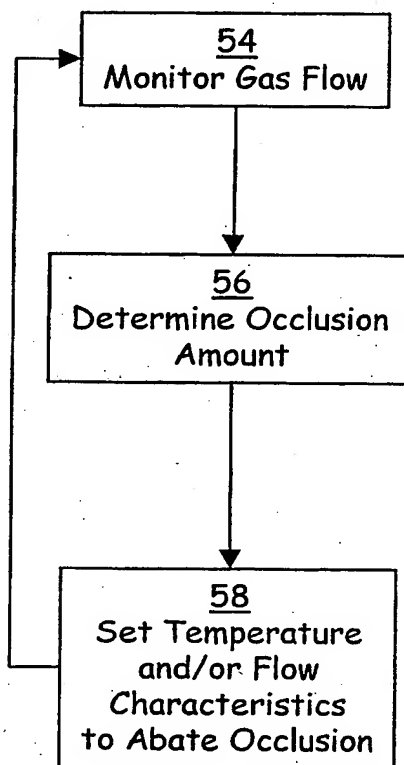 54
Monitor Gas Flow
56
Determine Occlusion
Amount
58
Set Temperature
and/or Flow
Characteristics
to Abate Occlusion